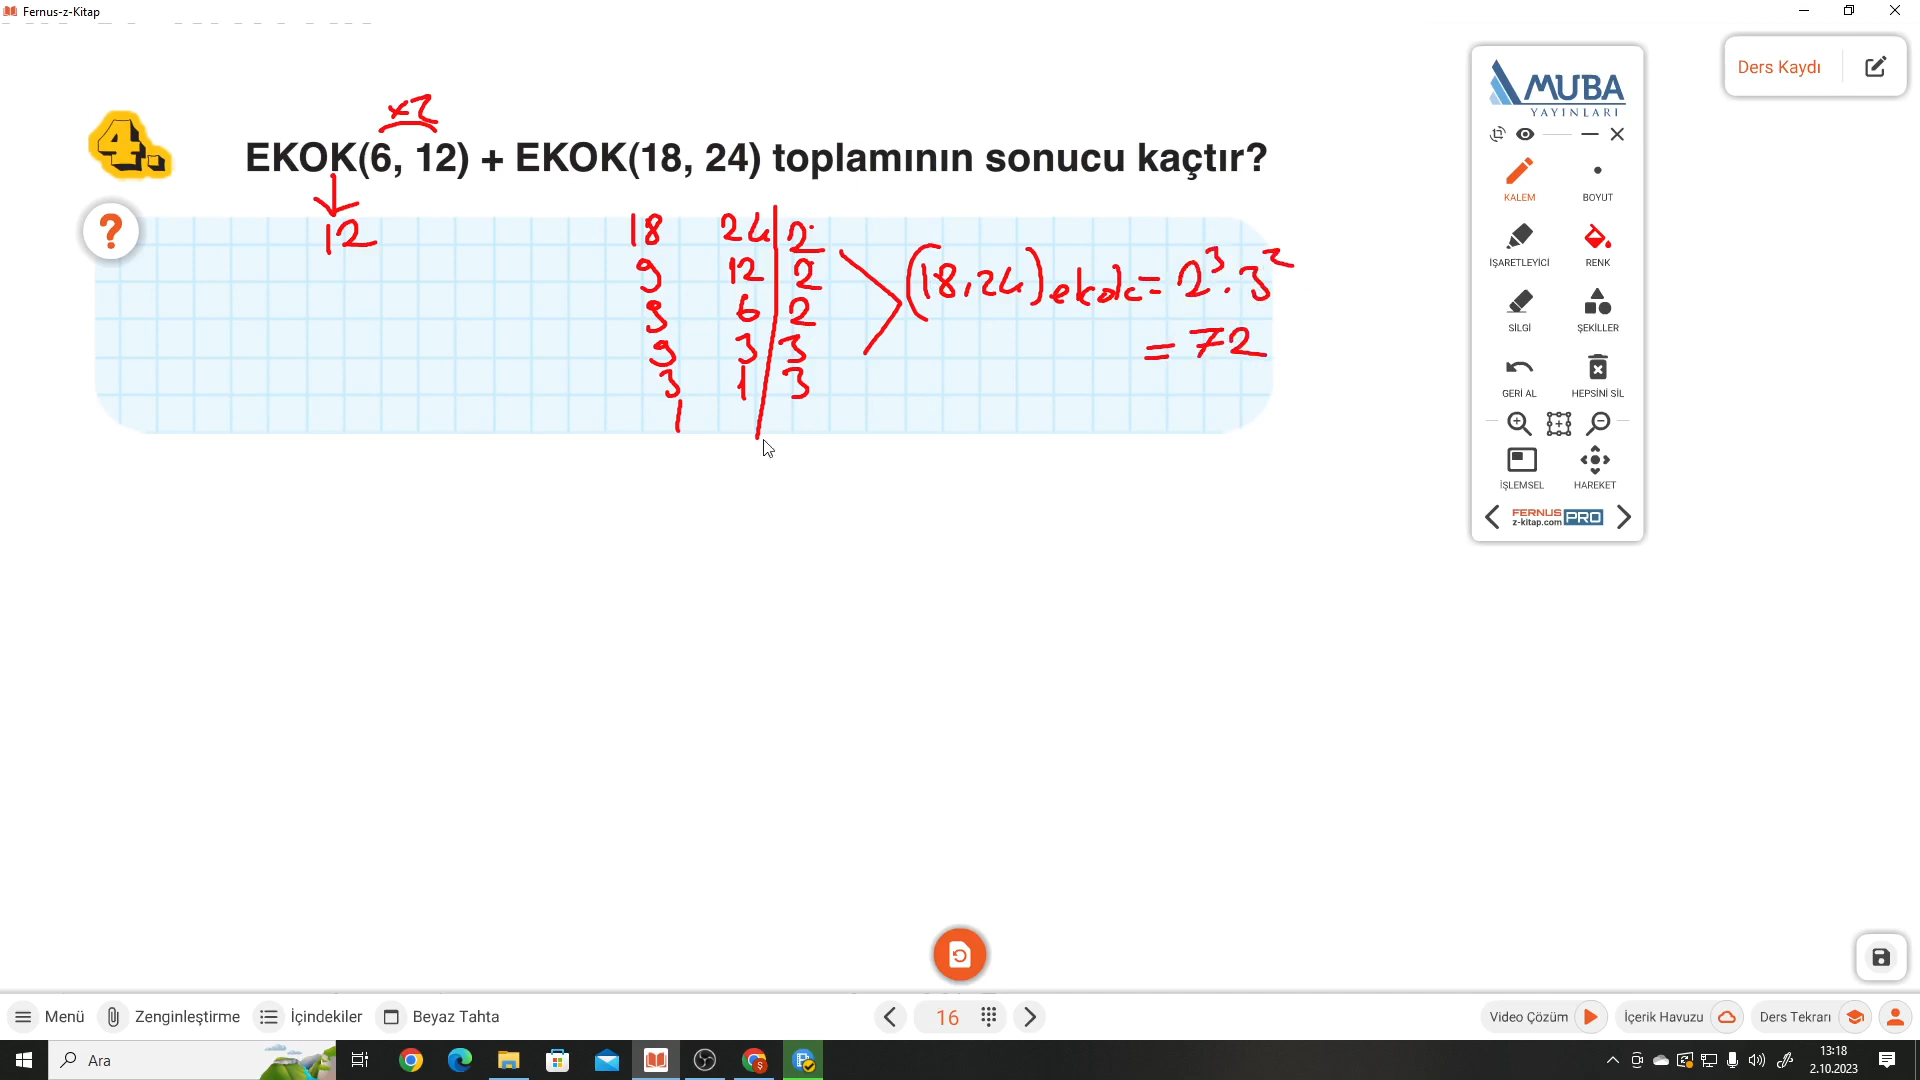 Fernus-z-Kitap
x2
4.
EKOK(6, 12) + EKOK(18, 24) toplamının sonucu kaçtır?
?
12
18 24 2
9 12 2
9 6 2
9 3 3
3 1 3
1
(18,24)ekok = 2³.3²
= 72
MUBA
YAYINLARI
KALEM BOYUT
İŞARETLEYİCİ RENK
SİLGİ ŞEKİLLER
GERİ AL HEPSİNİ SİL
İŞLEMSEL HAREKET
FERNUS
z-kitap.com PRO
Ders Kaydı
Menü Zenginleştirme İçindekiler Beyaz Tahta 16 Video Çözüm İçerik Havuzu Ders Tekrarı
Ara
13:18
2.10.2023